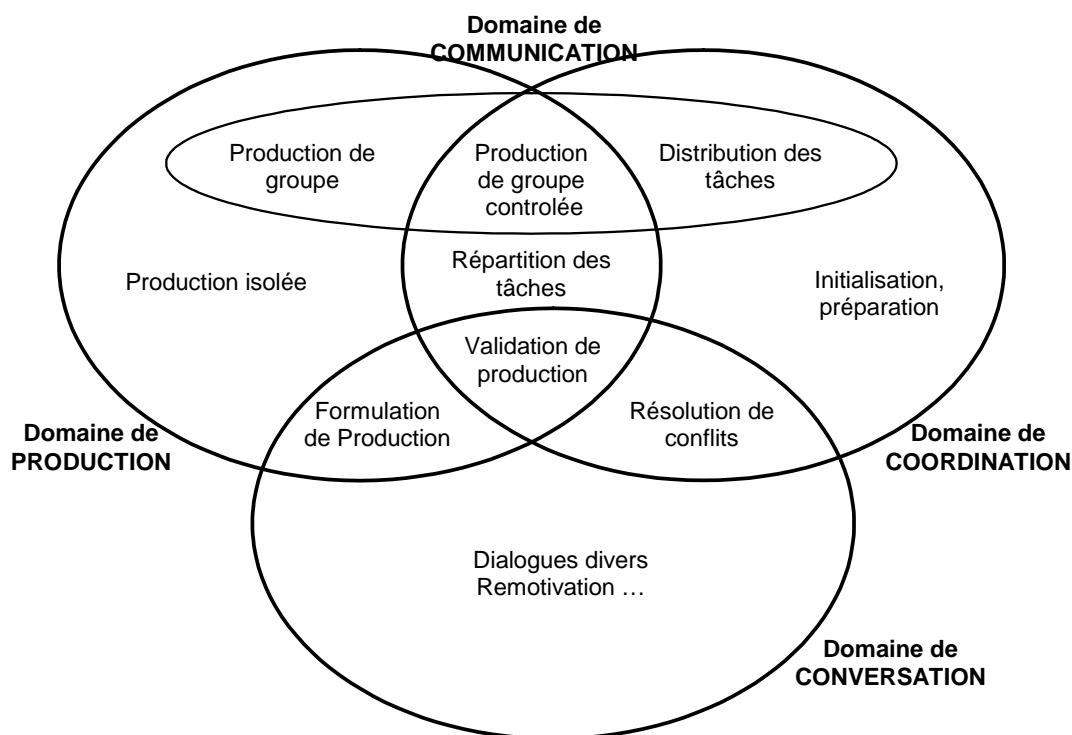 Domaine de
COMMUNICATION
Production de
groupe
Production
de groupe
controlée
Distribution des
tâches
Production isolée
Répartition des
tâches
Initialisation,
préparation
Validation de
production
Formulation
de Production
Résolution de
conflits
Domaine de
PRODUCTION
Domaine de
COORDINATION
Dialogues divers
Remotivation …
Domaine de
CONVERSATION